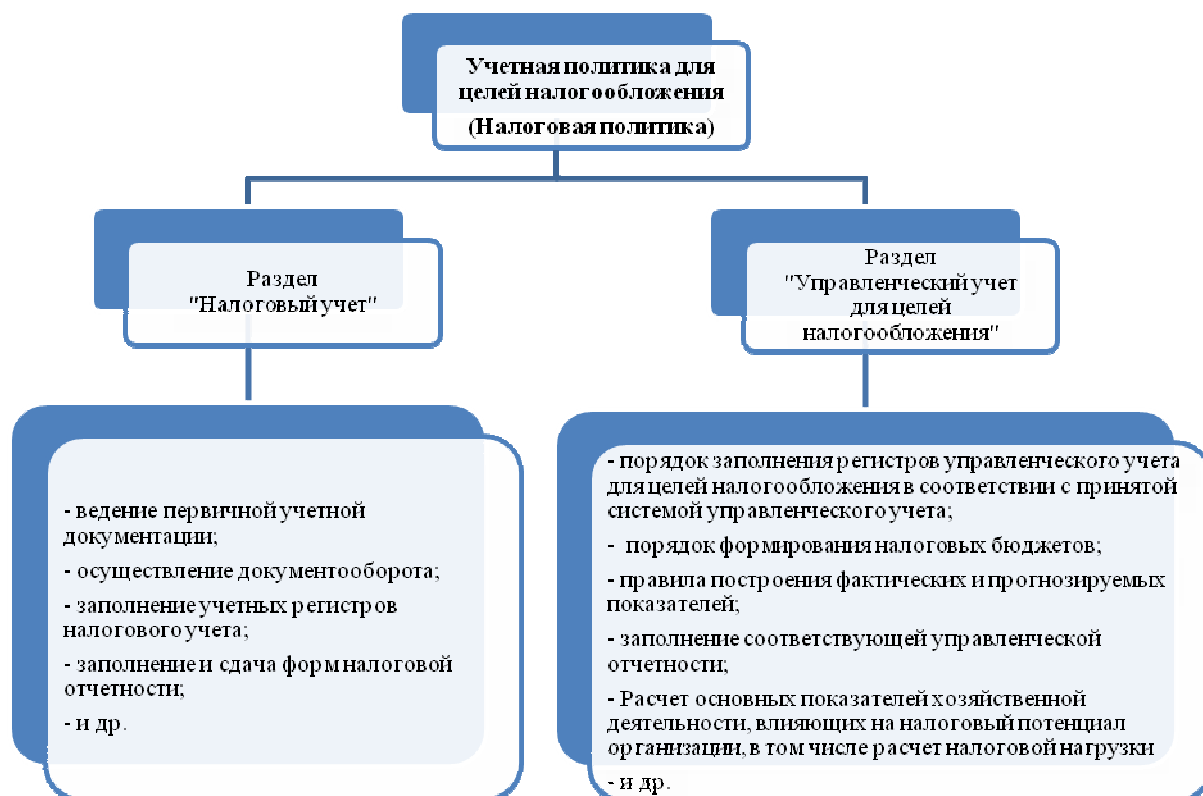 Учетная политика для
целей налогообложения
(Налоговая политика)
Раздел
"Налоговый учет"
Раздел
"Управленческий учет
для целей
налогообложения"
- ведение первичной учетной
документации;
- осуществление документооборота;
- заполнение учетных регистров
налогового учета;
- заполнение и сдача форм налоговой
отчетности;
- и др.
- порядок заполнения регистров управленческого учета
для целей налогообложения в соответствии с принятой
системой управленческого учета;
- порядок формирования налоговых бюджетов;
- правила построения фактических и прогнозируемых
показателей;
- заполнение соответствующей управленческой
отчетности;
- Расчет основных показателей хозяйственной
деятельности, влияющих на налоговый потенциал
организации, в том числе расчет налоговой нагрузки
- и др.